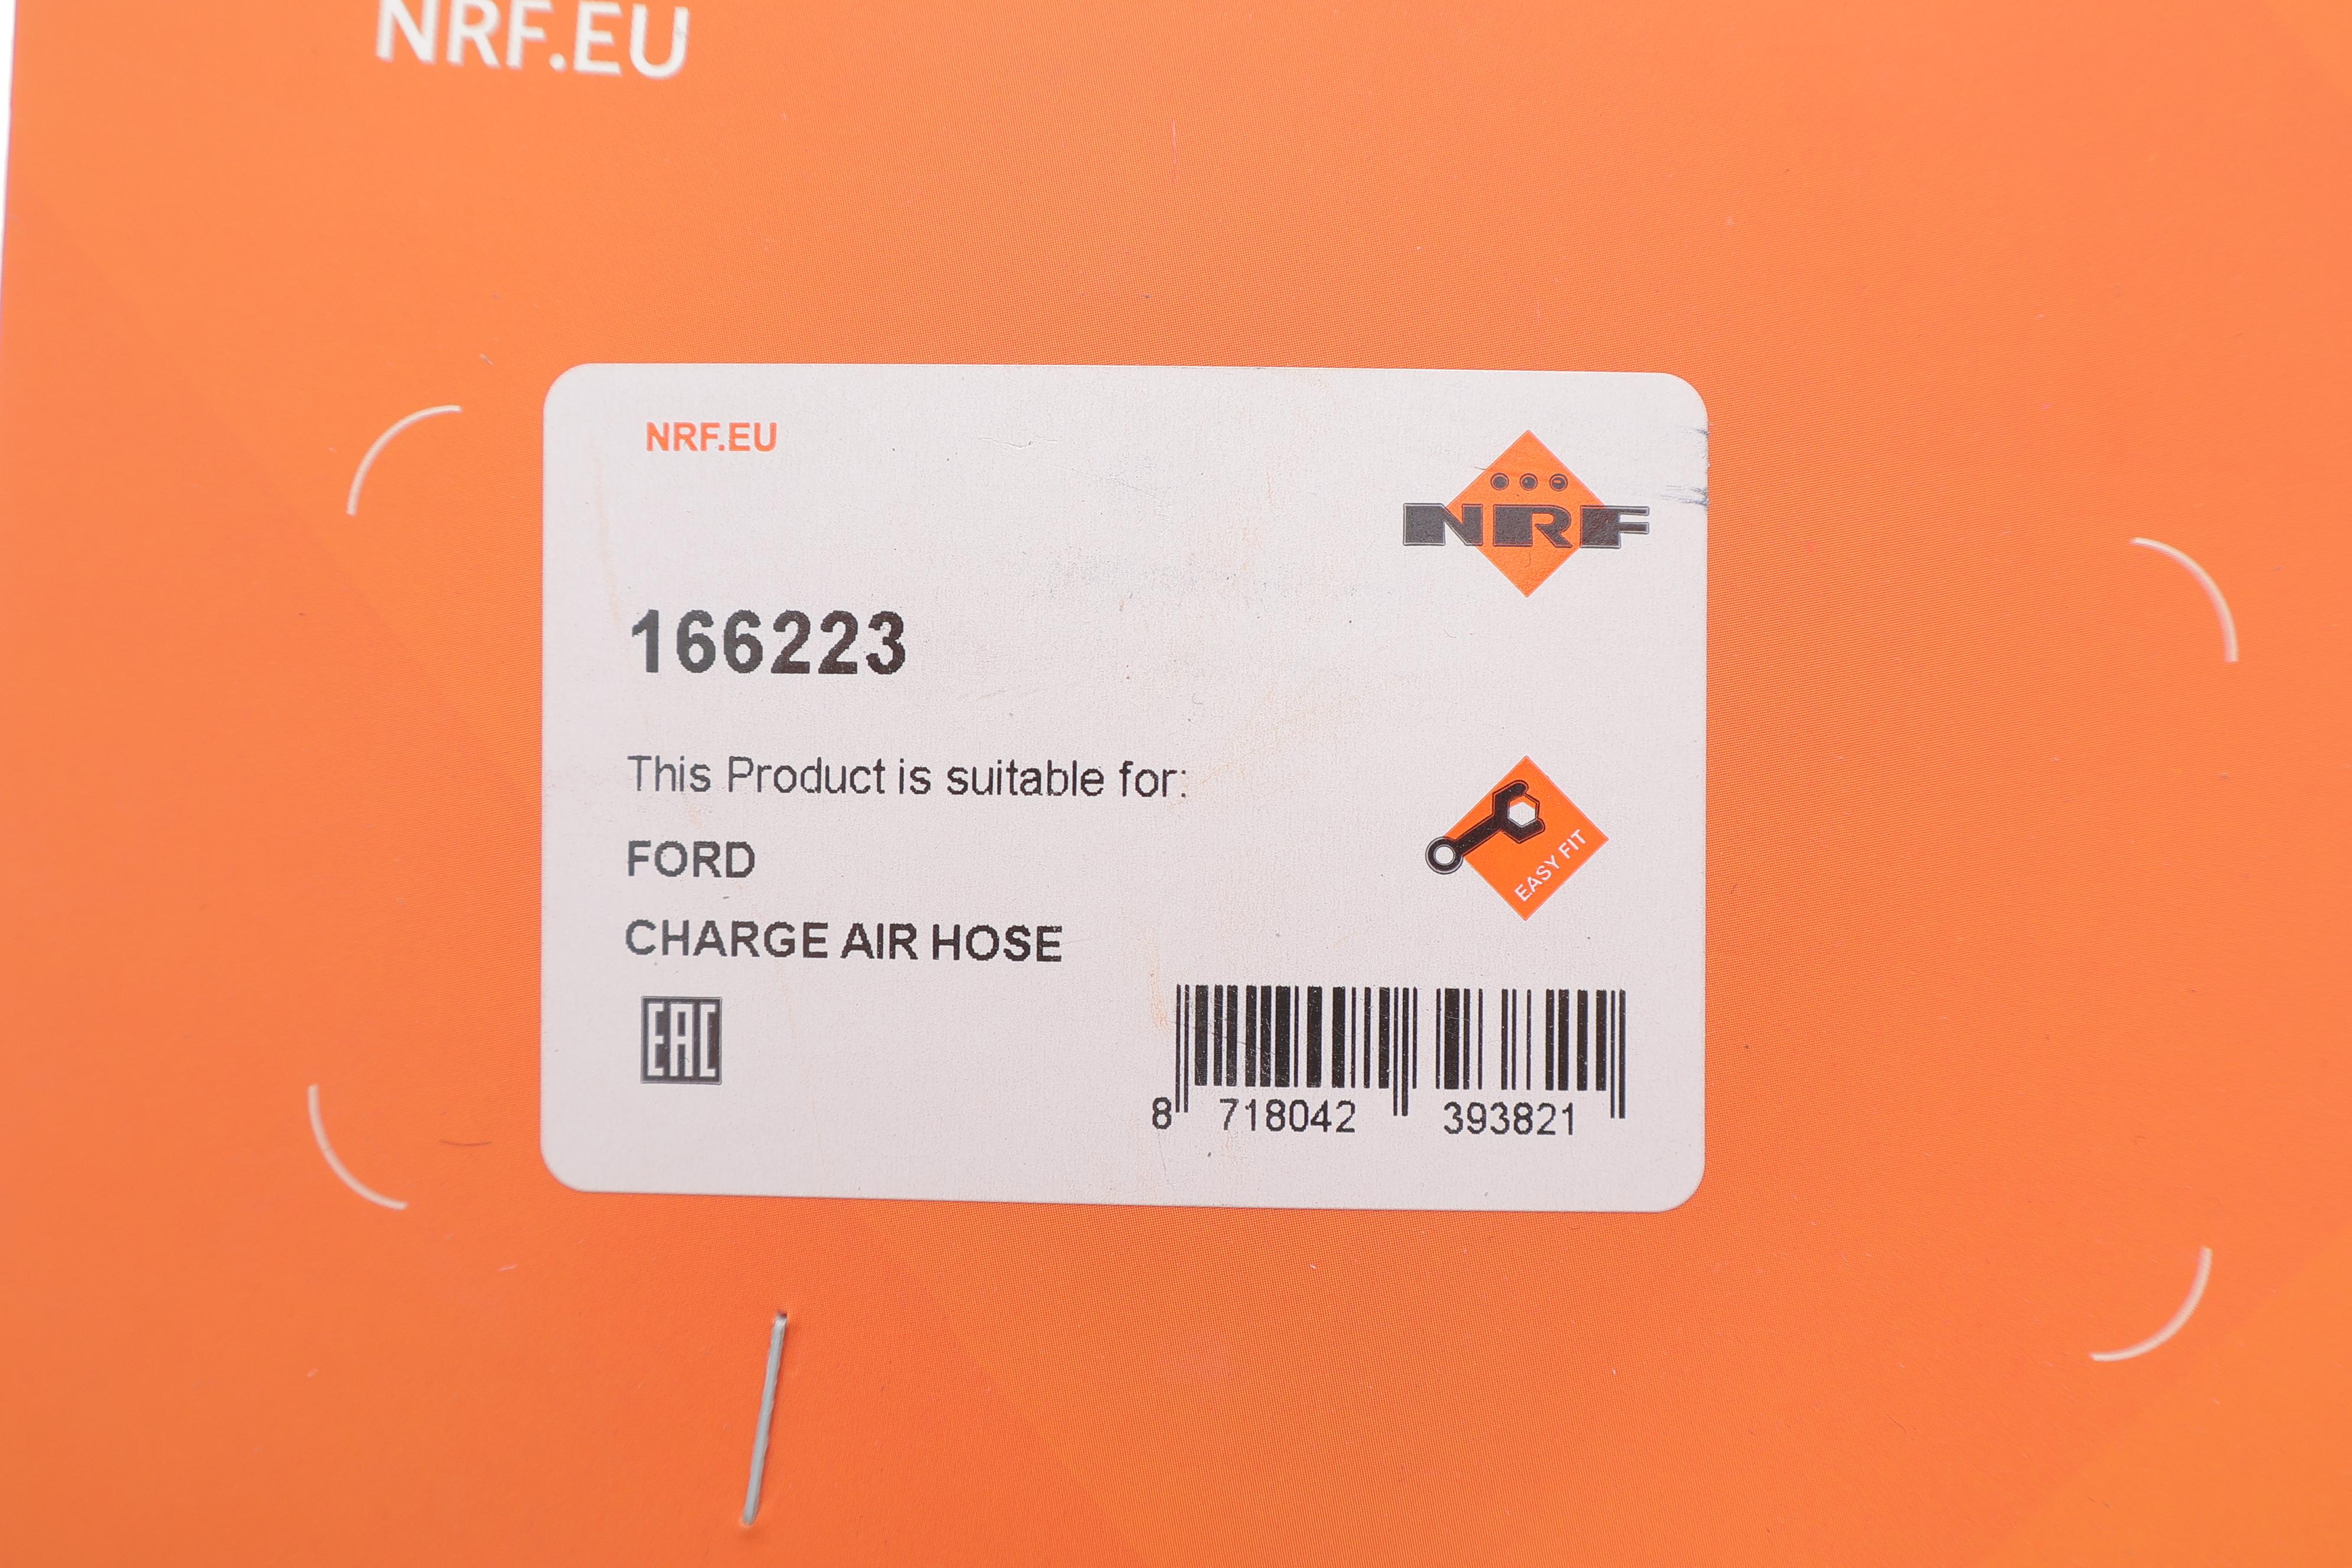 NRF.EU
NRF.EU
NRF
166223
This Product is suitable for:
FORD
EASY FIT
CHARGE AIR HOSE
EAC
8 718042 393821